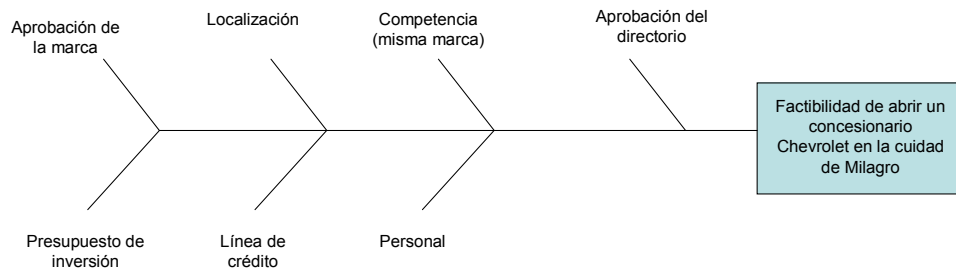 Aprobación de
la marca
Localización
Competencia
(misma marca)
Aprobación del
directorio
Factibilidad de abrir un
concesionario
Chevrolet en la cuidad
de Milagro
Presupuesto de
inversión
Línea de
crédito
Personal